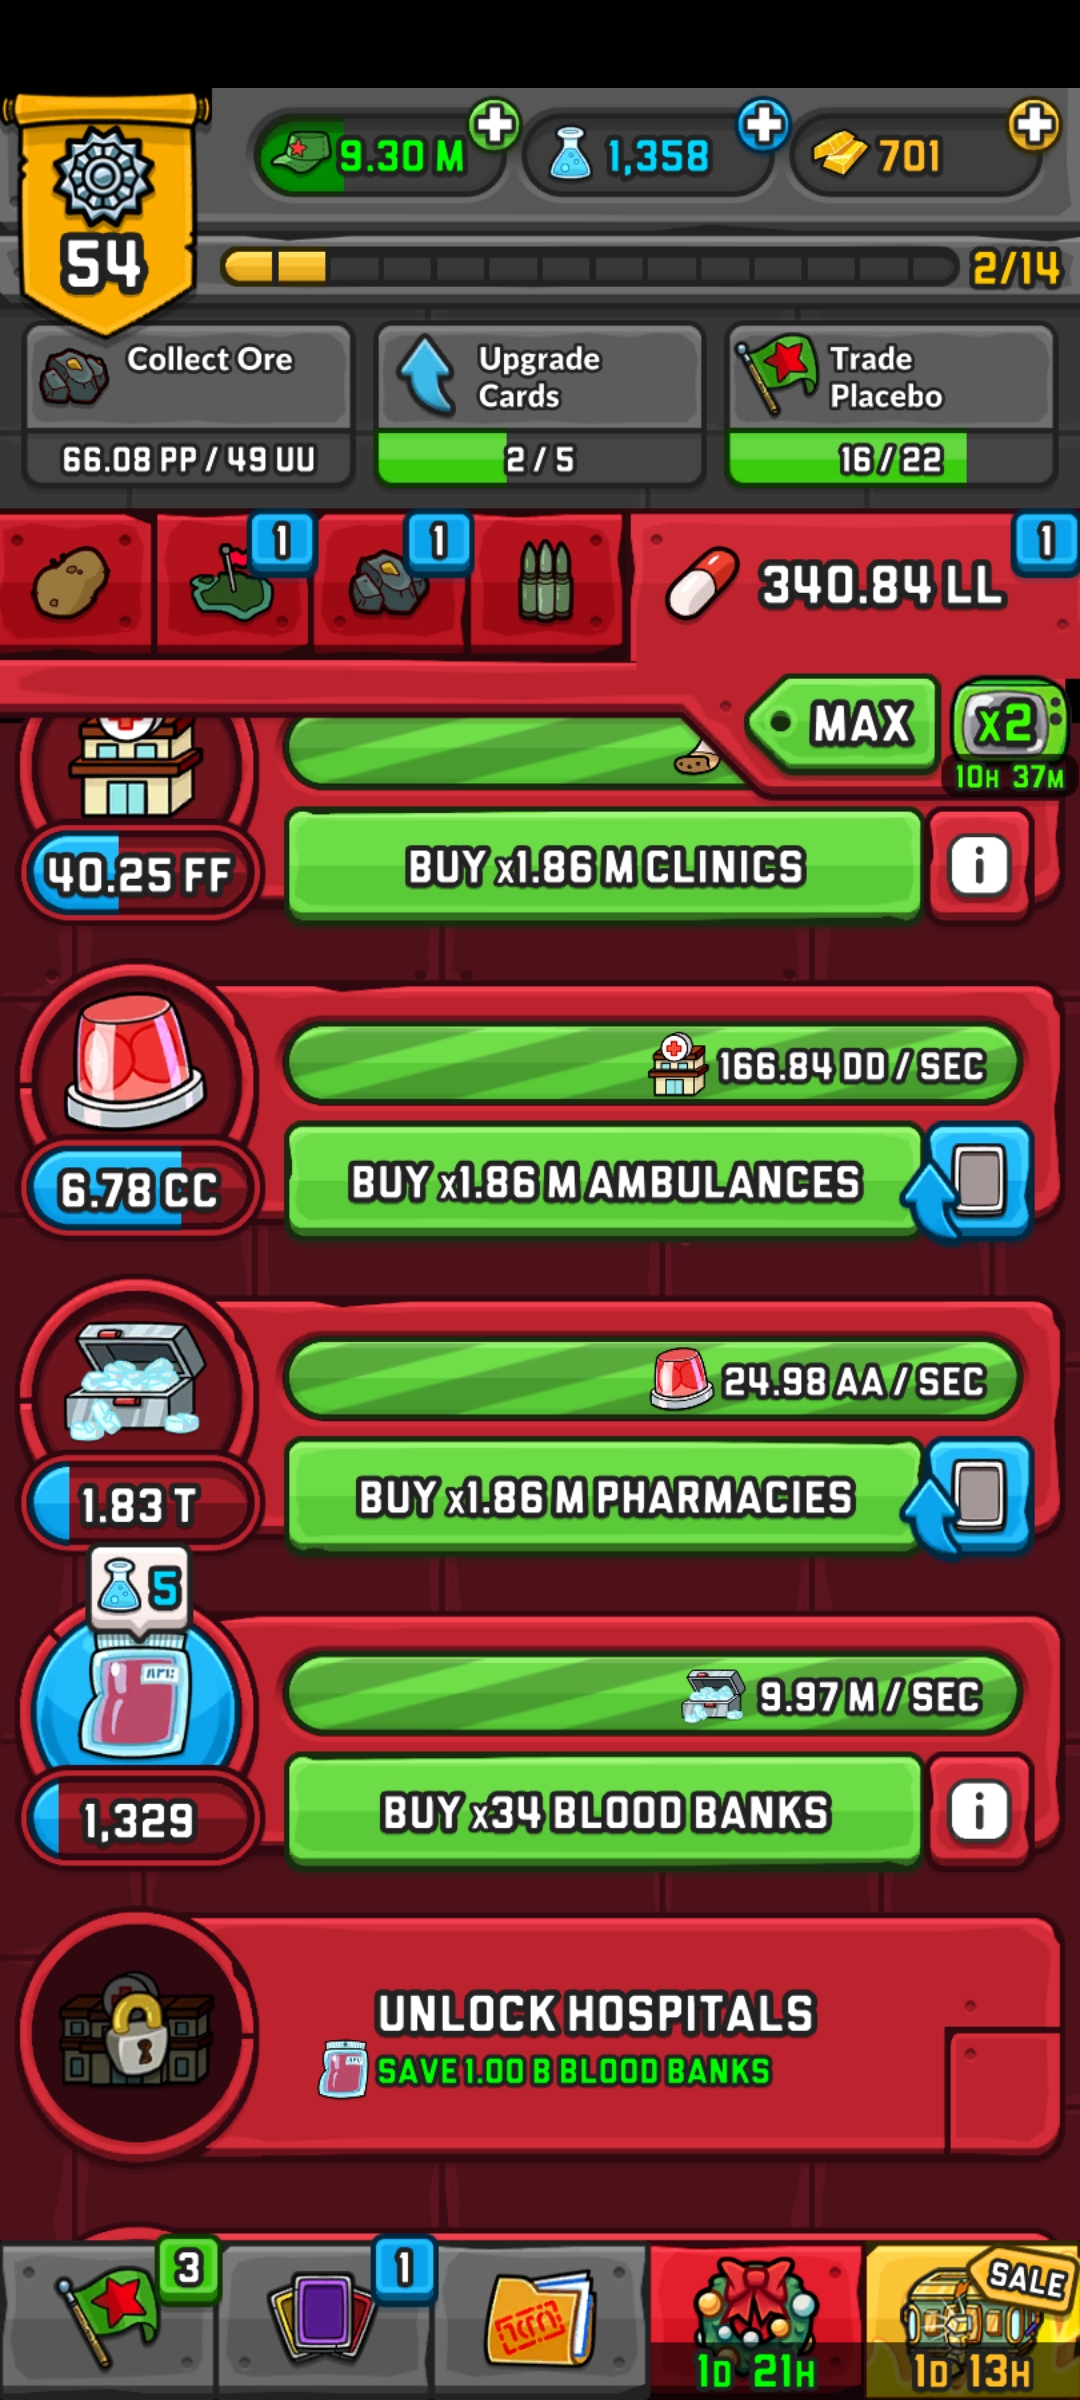 9.30 M
1,358
701
54
2/14
Collect Ore
66.08 PP / 49 UU
Upgrade
Cards
2 / 5
Trade
Placebo
16 / 22
1
1
1
340.84 LL
MAX
x2
10H 37M
40.25 FF
BUY x1.86 M CLINICS
i
166.84 DD / SEC
6.78 CC
BUY x1.86 M AMBULANCES
24.98 AA / SEC
1.83 T
BUY x1.86 M PHARMACIES
5
9.97 M / SEC
1,329
BUY x34 BLOOD BANKS
i
UNLOCK HOSPITALS
SAVE 1.00 B BLOOD BANKS
3
1
SALE
1D 21H
1D 13H